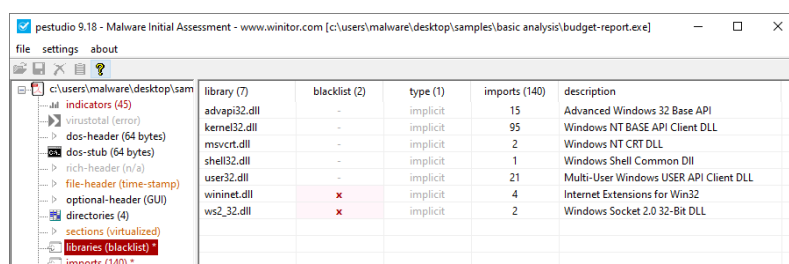 pestudio 9.18 - Malware Initial Assessment - www.winitor.com [c:\users\malware\desktop\samples\basic analysis\budget-report.exe]
file settings about
c:\users\malware\desktop\sam
indicators (45)
virustotal (error)
dos-header (64 bytes)
dos-stub (64 bytes)
rich-header (n/a)
file-header (time-stamp)
optional-header (GUI)
directories (4)
sections (virtualized)
libraries (blacklist) *
imports (140) *
library (7) blacklist (2) type (1) imports (140) description
advapi32.dll - implicit 15 Advanced Windows 32 Base API
kernel32.dll - implicit 95 Windows NT BASE API Client DLL
msvcrt.dll - implicit 2 Windows NT CRT DLL
shell32.dll - implicit 1 Windows Shell Common Dll
user32.dll - implicit 21 Multi-User Windows USER API Client DLL
wininet.dll x implicit 4 Internet Extensions for Win32
ws2_32.dll x implicit 2 Windows Socket 2.0 32-Bit DLL